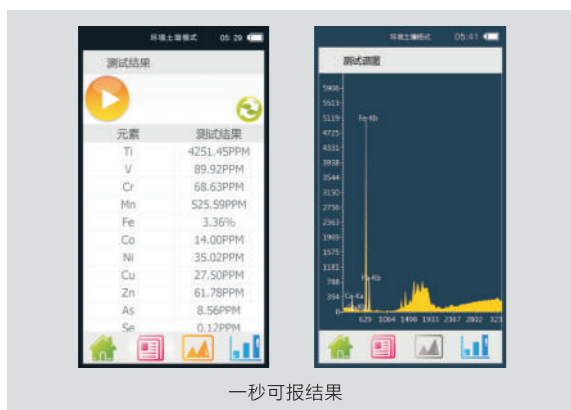 环境土壤模式 05:29
测试结果
元素 测试结果
Ti 4251.45PPM
V 89.92PPM
Cr 68.63PPM
Mn 525.59PPM
Fe 3.36%
Co 14.00PPM
Ni 35.02PPM
Cu 27.50PPM
Zn 61.78PPM
As 8.56PPM
Se 0.12PPM
环境土壤模式 05:41
测试谱图
5906
5513
5119
Fe-Kb
4725
4331
3938
3544
3150
2756
2363
1969
1575
1181
788
394
Ca-Ka
0
629 1064 1498 1933 2367 2802 323
一秒可报结果